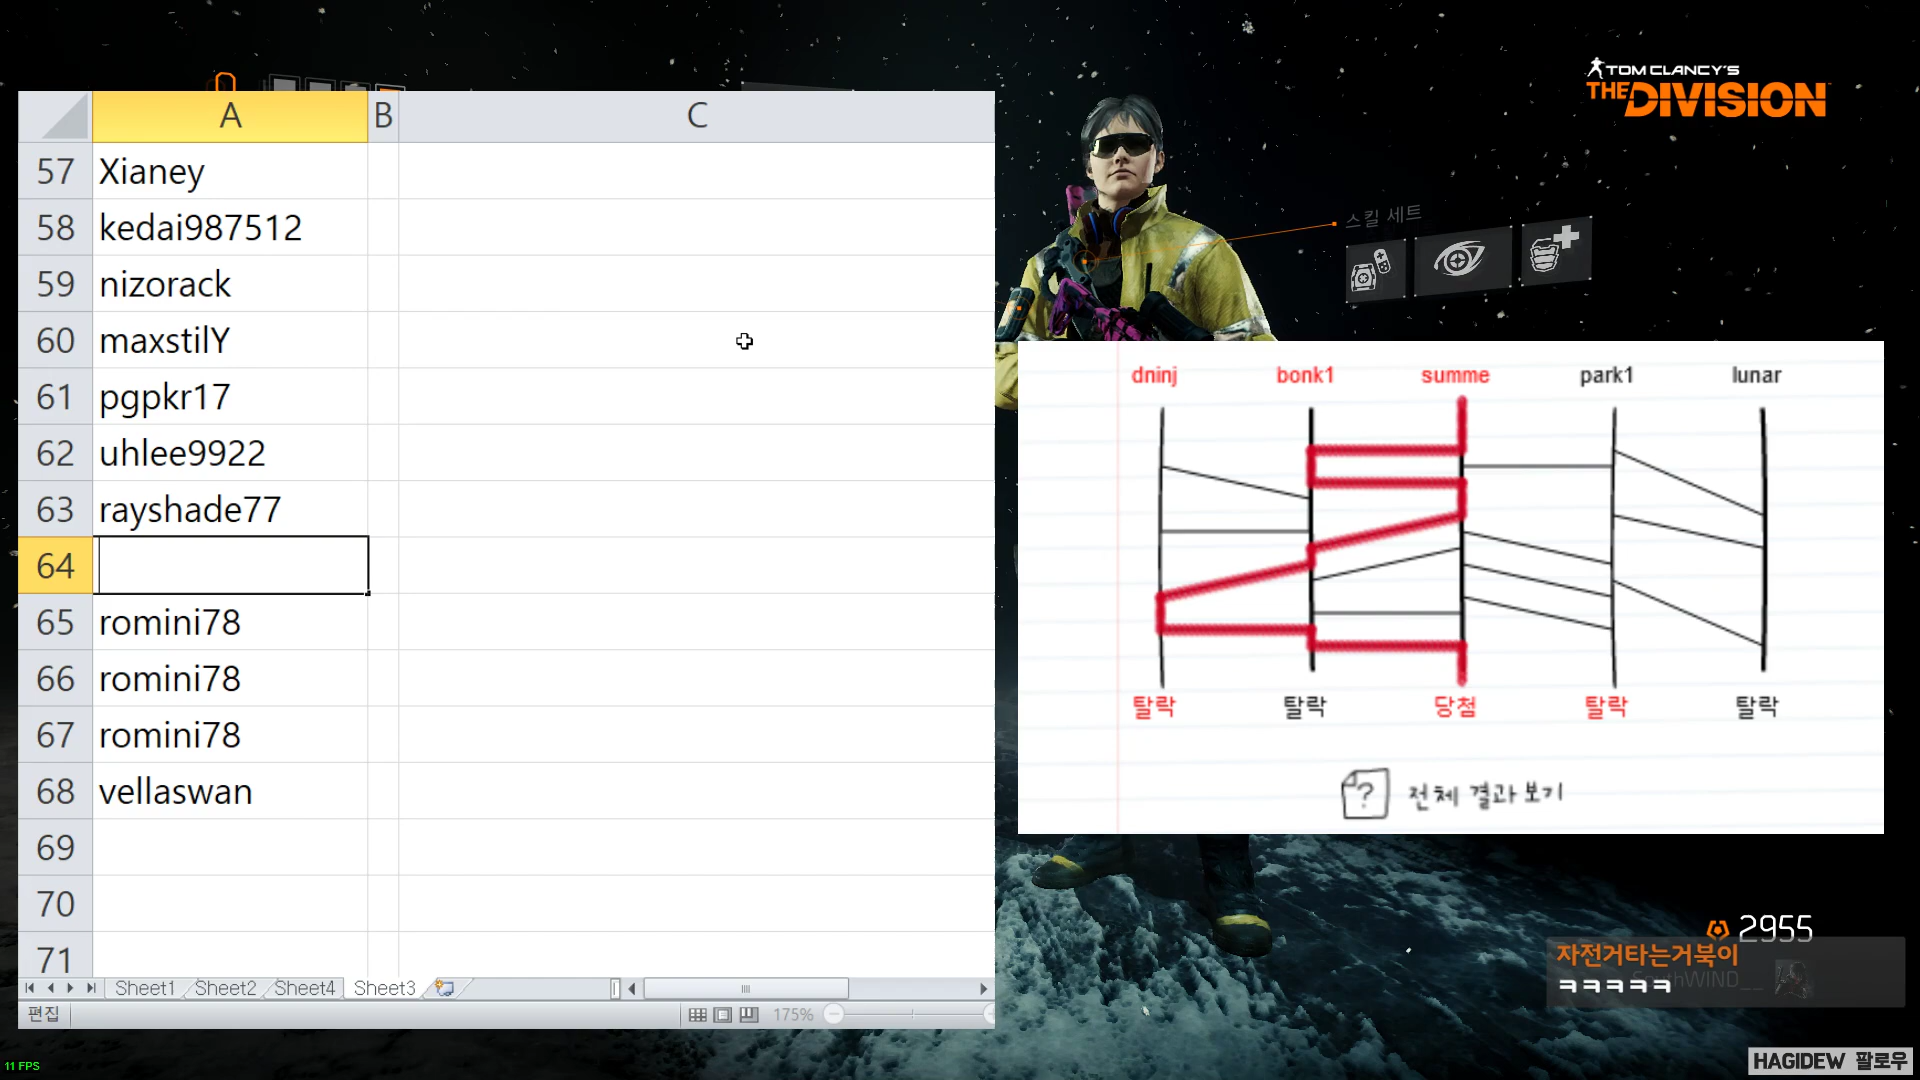 TOM CLANCY'S
THE DIVISION
A B C
57 Xianey
58 kedai987512
59 nizorack
60 maxstilY
61 pgpkr17
62 uhlee9922
63 rayshade77
64
65 romini78
66 romini78
67 romini78
68 vellaswan
69
70
71
Sheet1 Sheet2 Sheet4 Sheet3
편집 175%
11 FPS
스킬 세트
dninj bonk1 summe park1 lunar
탈락 탈락 당첨 탈락 탈락
? 전체 결과 보기
2955
자전거타는거북이
ㅋㅋㅋㅋㅋ
HAGIDEW 팔로우